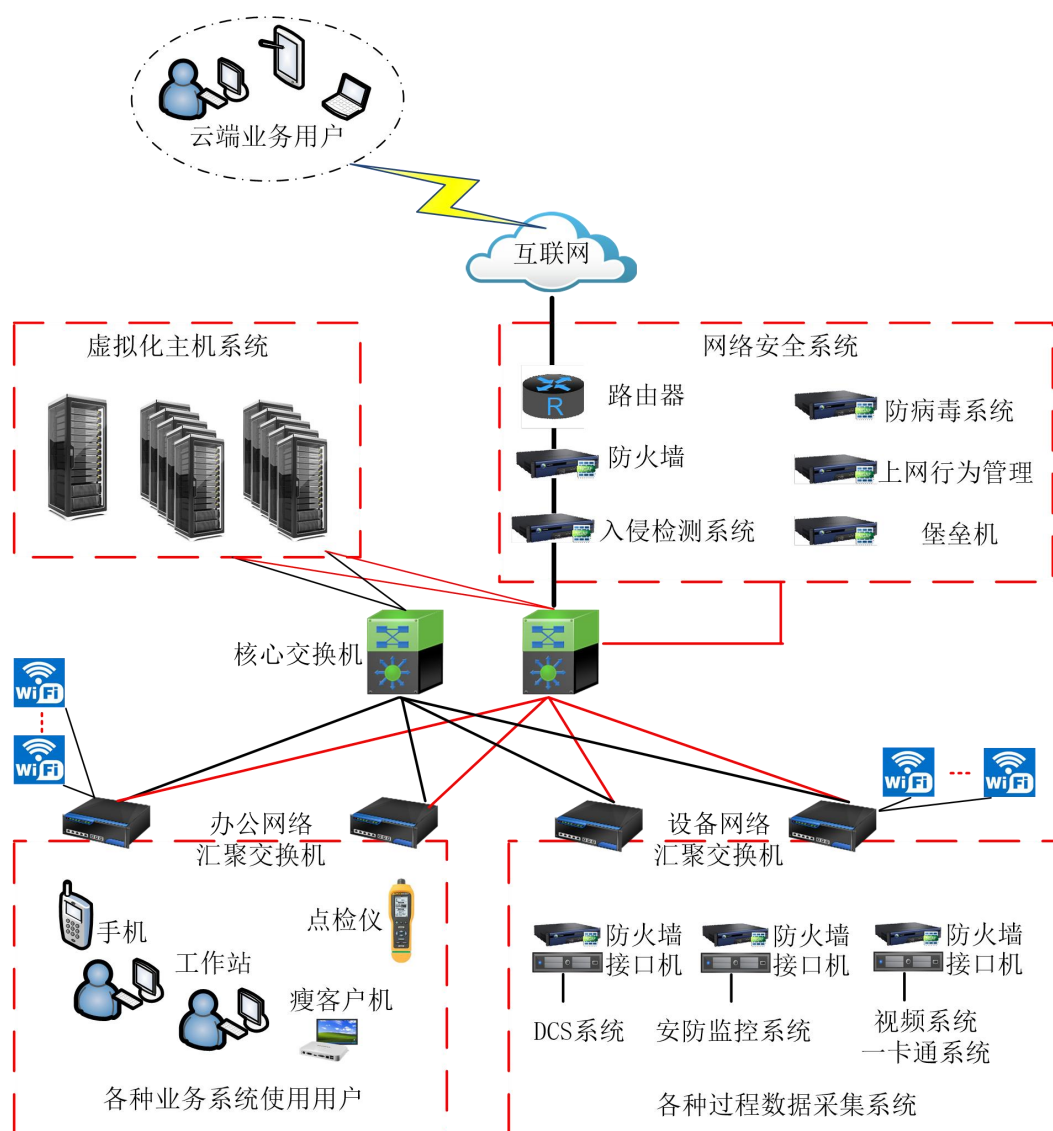 云端业务用户
互联网
虚拟化主机系统
网络安全系统
R
路由器
防病毒系统
防火墙
上网行为管理
入侵检测系统
堡垒机
核心交换机
WiFi
WiFi
WiFi
WiFi
办公网络
汇聚交换机
设备网络
汇聚交换机
手机
点检仪
工作站
瘦客户机
各种业务系统使用用户
防火墙
接口机
防火墙
接口机
防火墙
接口机
DCS系统
安防监控系统
视频系统
一卡通系统
各种过程数据采集系统